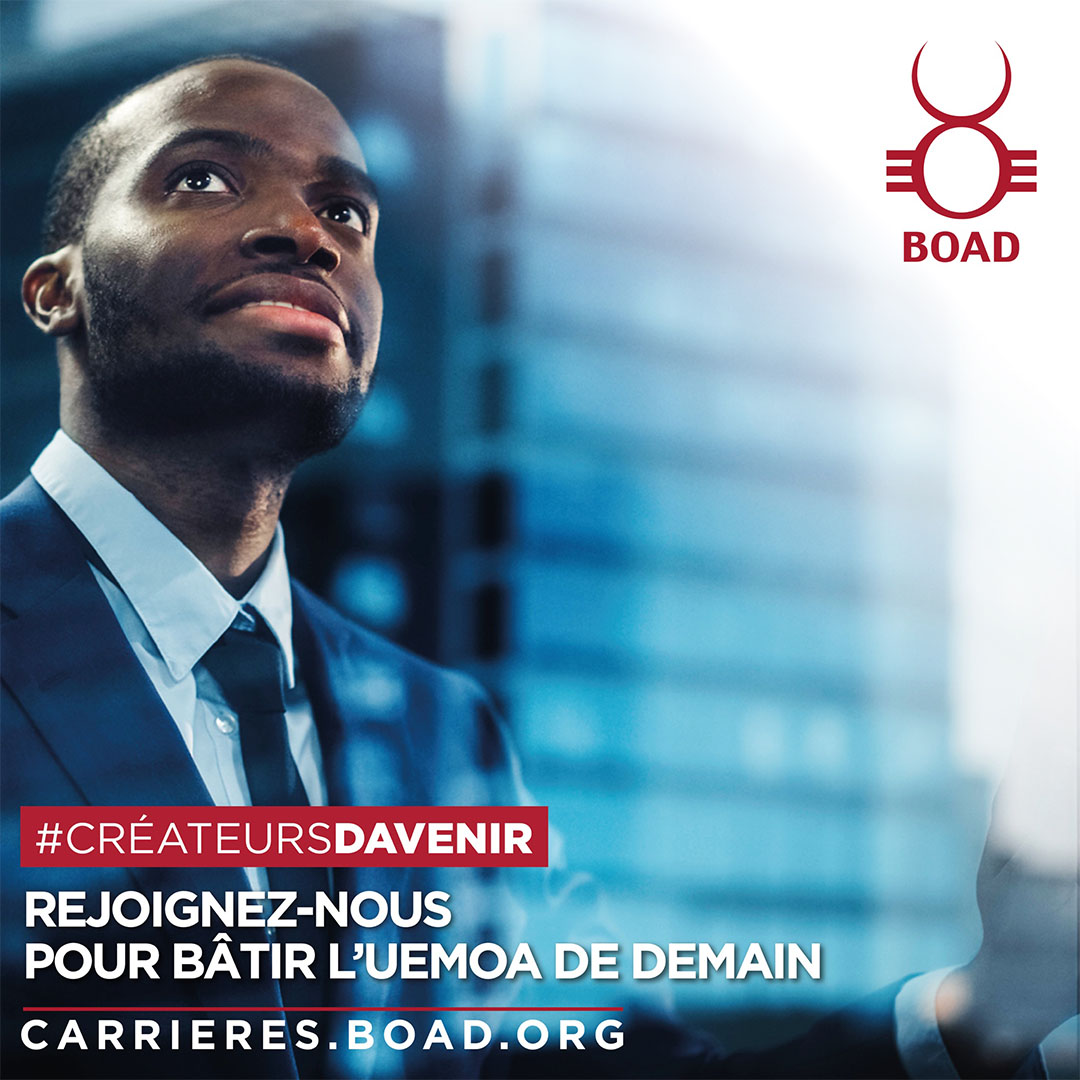 BOAD
#CRÉATEURSDAVENIR
REJOIGNEZ-NOUS
POUR BÂTIR L’UEMOA DE DEMAIN
CARRIERES.BOAD.ORG